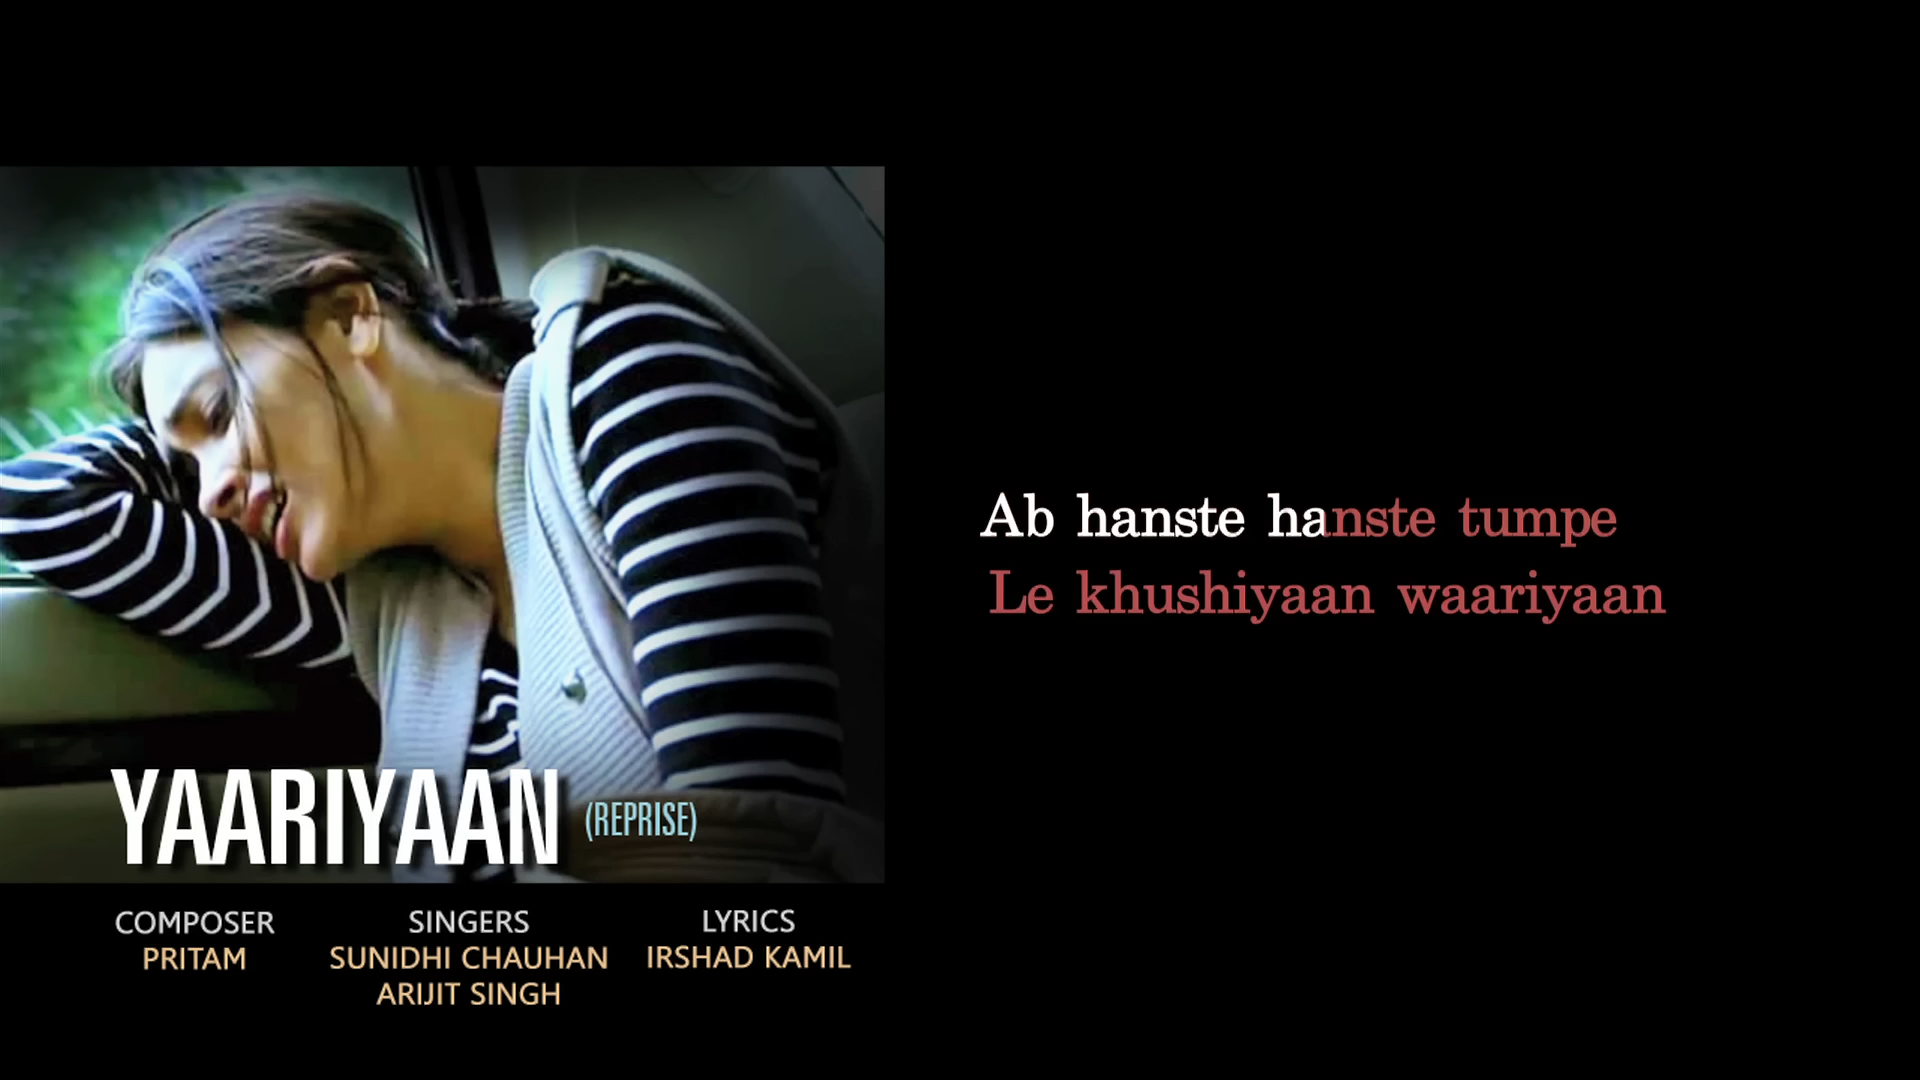 Ab hanste hanste tumpe
Le khushiyaan waariyaan
YAARIYAAN (REPRISE)
COMPOSER
PRITAM
SINGERS
SUNIDHI CHAUHAN
ARIJIT SINGH
LYRICS
IRSHAD KAMIL